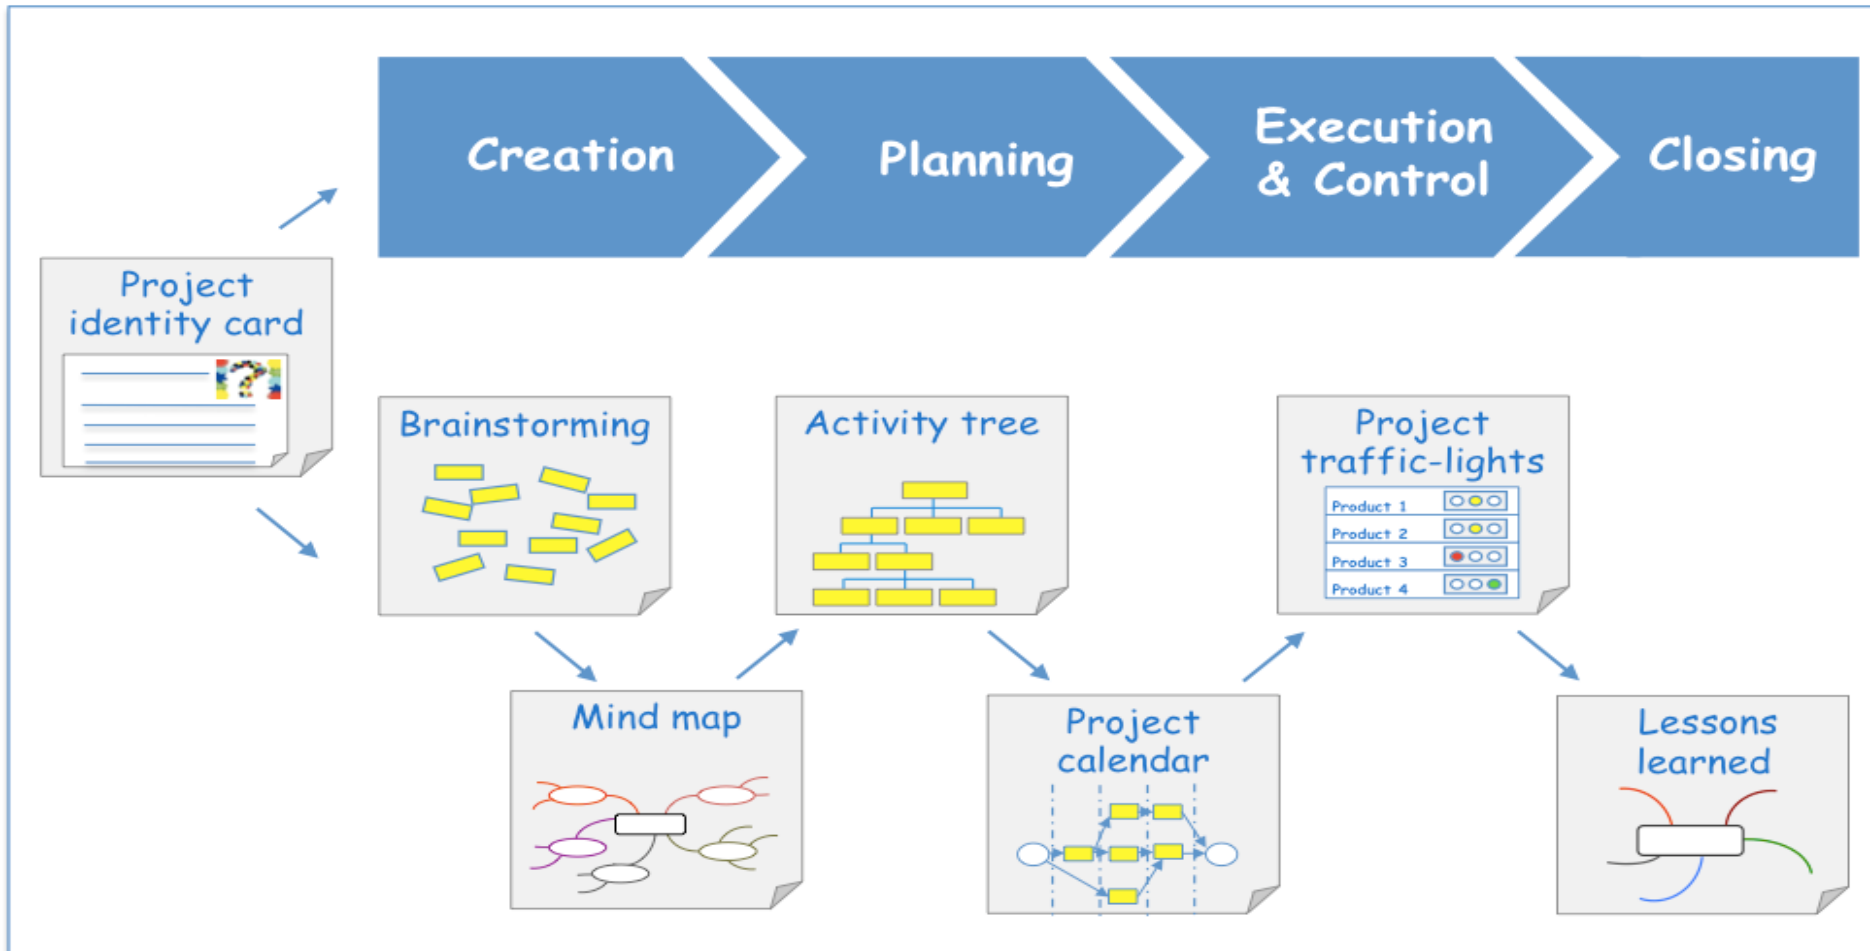 Creation
Planning
Execution
& Control
Closing
Project
identity card
Brainstorming
Activity tree
Project
traffic-lights
Product 1
Product 2
Product 3
Product 4
Mind map
Project
calendar
Lessons
learned